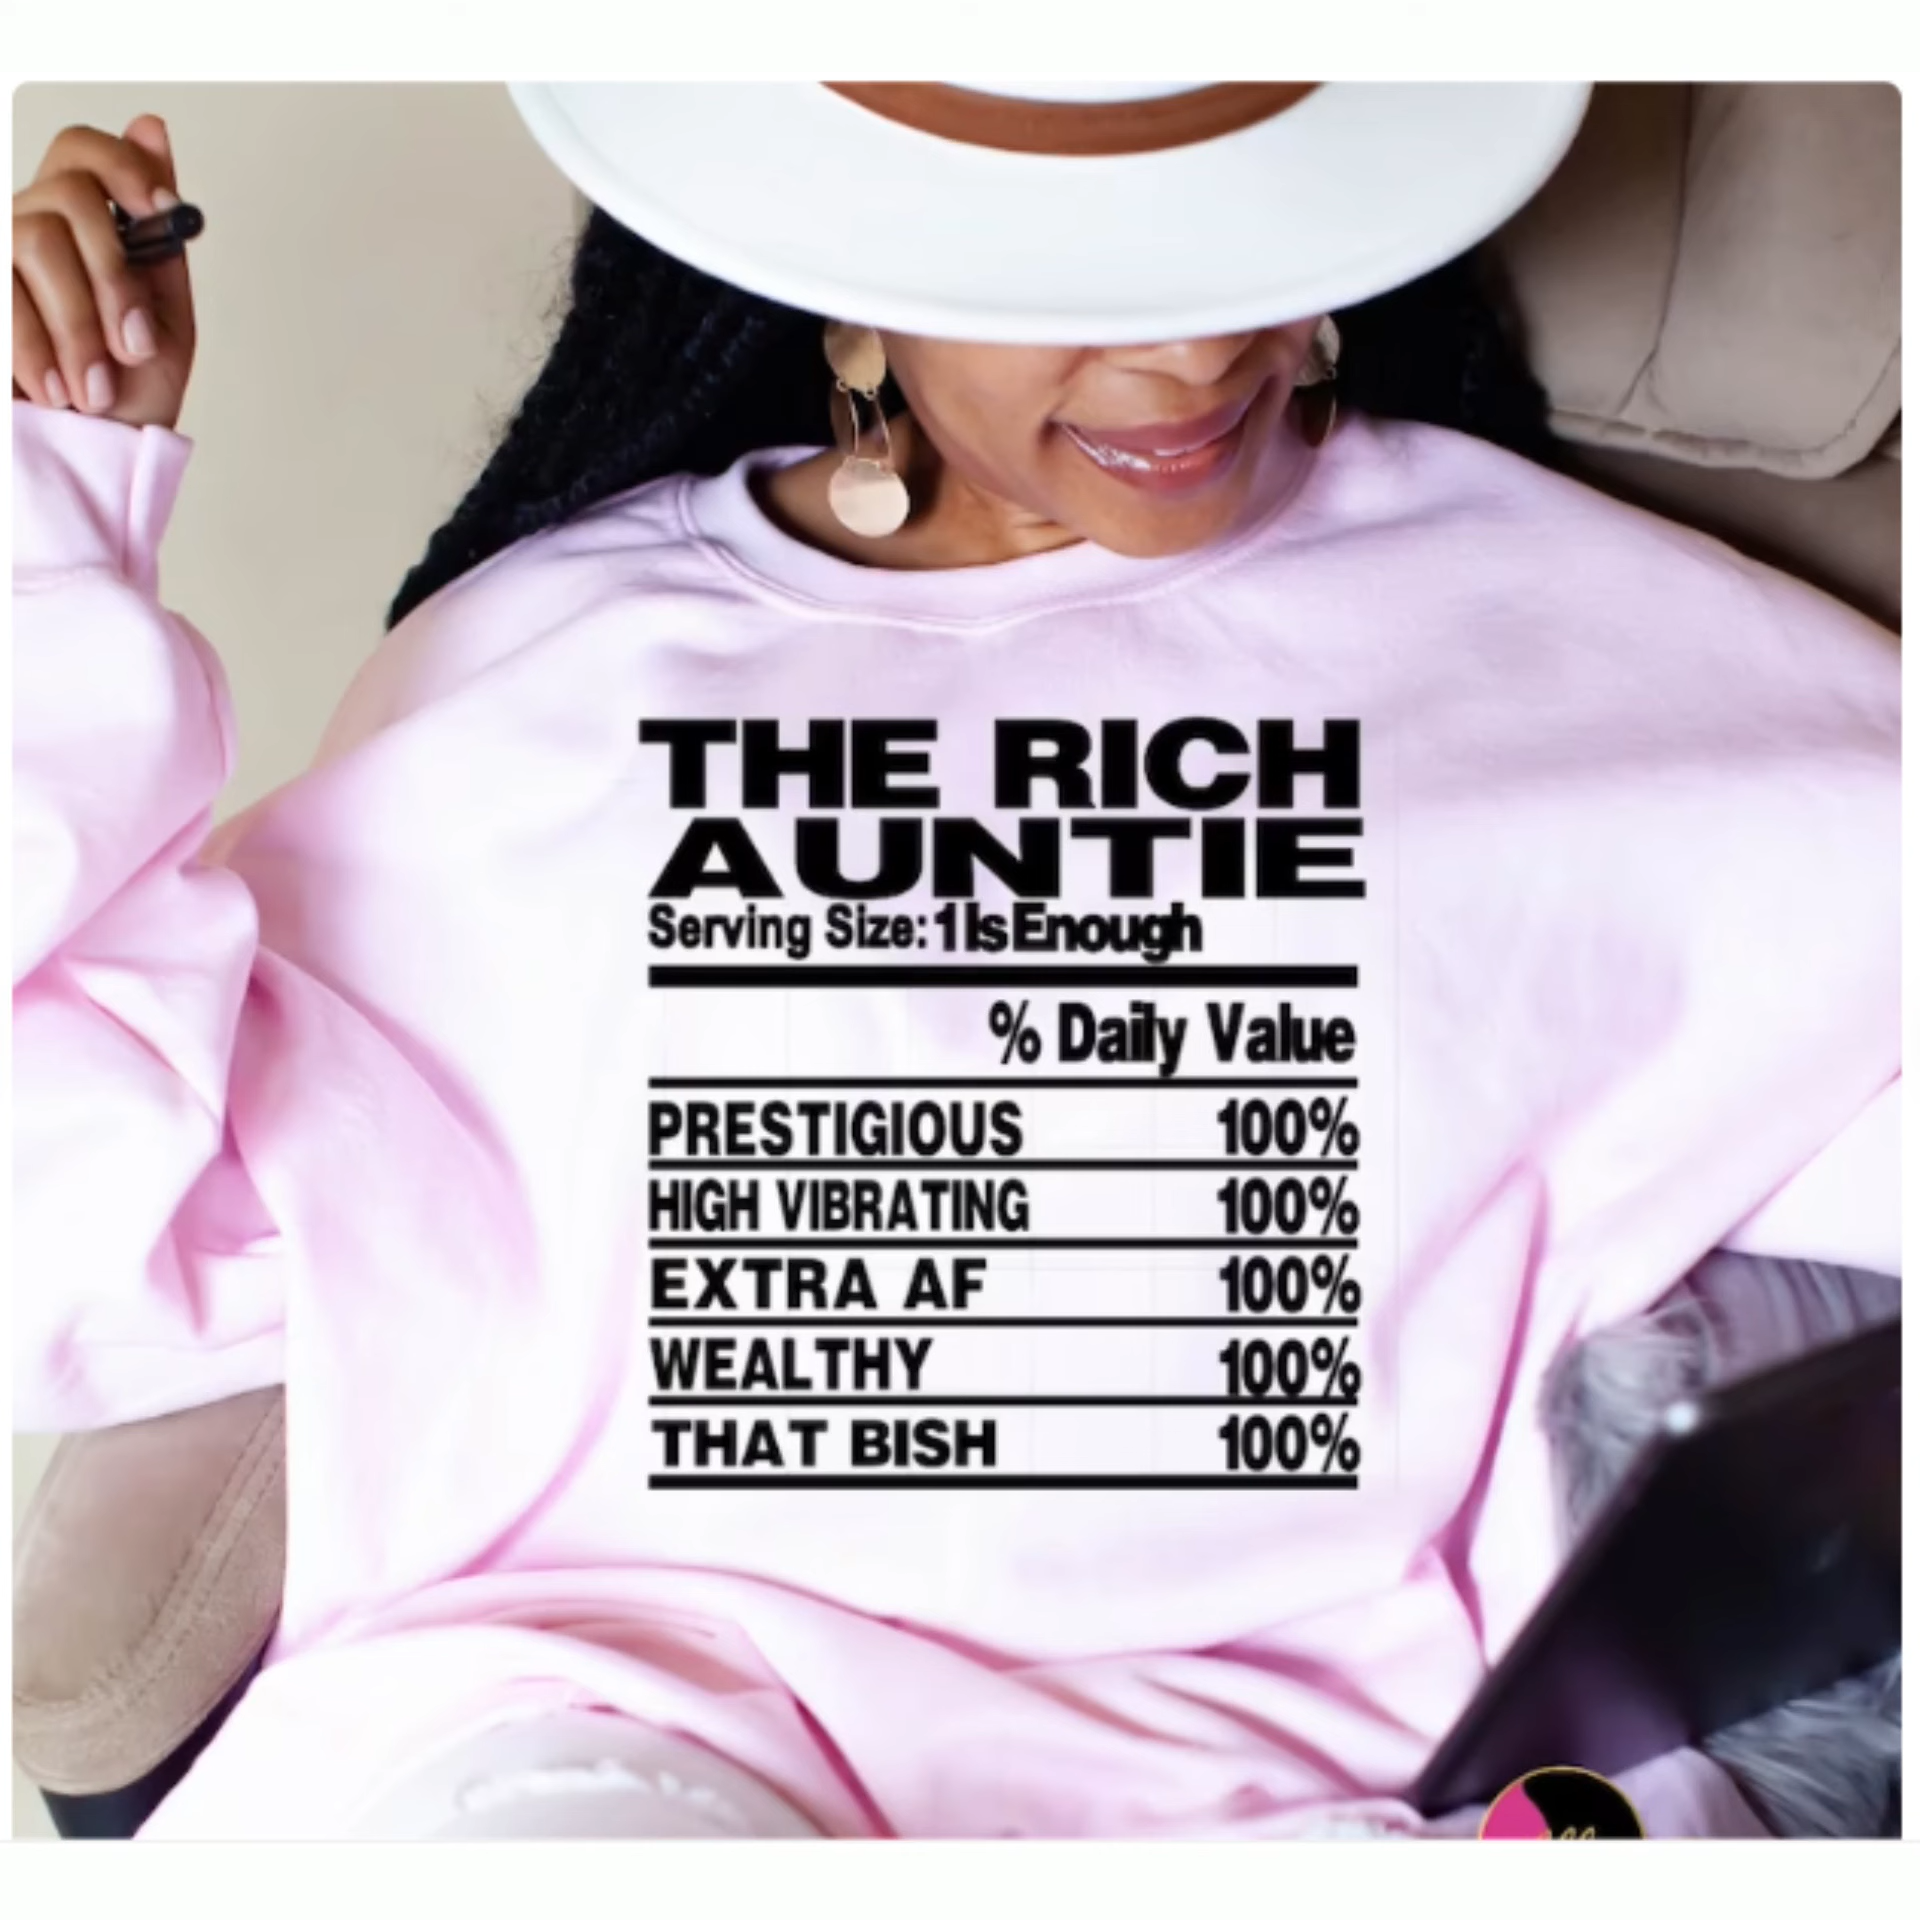 THE RICH
AUNTIE
Serving Size: 1 Is Enough
% Daily Value
PRESTIGIOUS 100%
HIGH VIBRATING 100%
EXTRA AF 100%
WEALTHY 100%
THAT BISH 100%